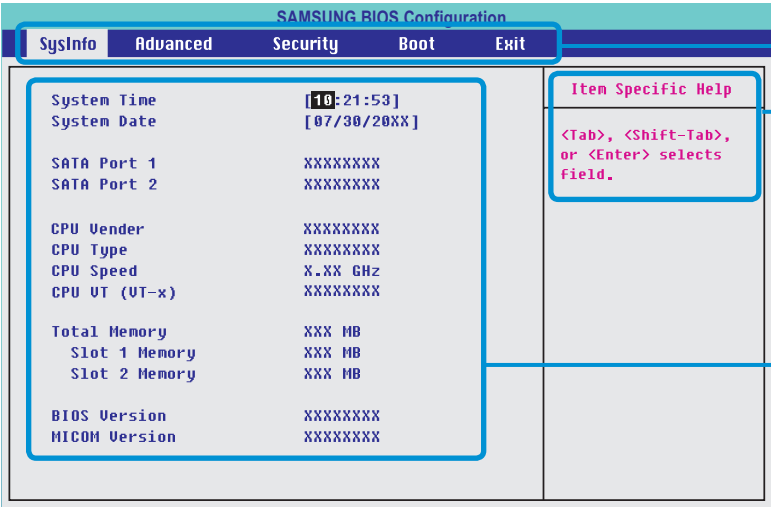 SAMSUNG BIOS Configuration
SysInfo Advanced Security Boot Exit
System Time [10:21:53]
System Date [07/30/20XX]
SATA Port 1 XXXXXXXX
SATA Port 2 XXXXXXXX
CPU Vender XXXXXXXX
CPU Type XXXXXXXX
CPU Speed X.XX GHz
CPU VT (VT-x) XXXXXXXX
Total Memory XXX MB
Slot 1 Memory XXX MB
Slot 2 Memory XXX MB
BIOS Version XXXXXXXX
MICOM Version XXXXXXXX
Item Specific Help
<Tab>, <Shift-Tab>,
or <Enter> selects
field.